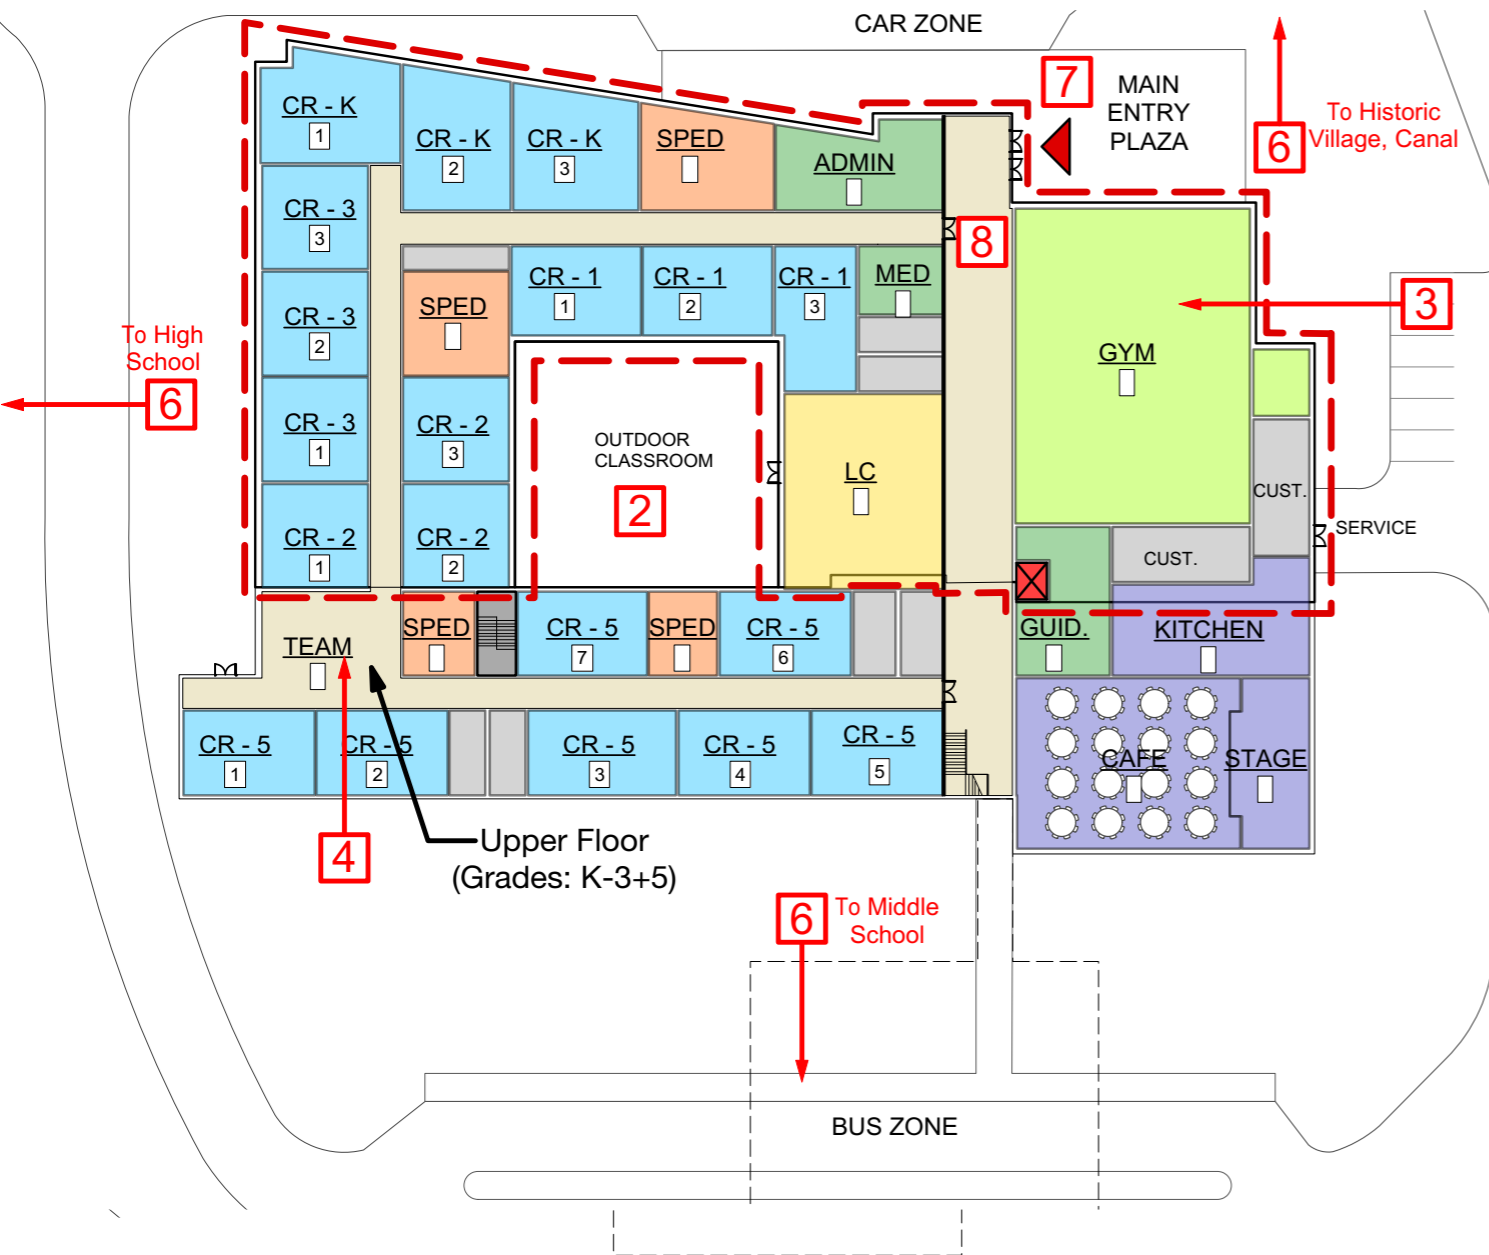 CAR ZONE
7
MAIN
ENTRY
PLAZA
To Historic
Village, Canal
6
CR - K
1
CR - K
2
CR - K
3
SPED
ADMIN
CR - 3
3
8
CR - 1
1
CR - 1
2
CR - 1
3
MED
SPED
CR - 3
2
3
To High
School
6
GYM
CR - 3
1
CR - 2
3
OUTDOOR
CLASSROOM
2
LC
CUST.
SERVICE
CR - 2
1
CR - 2
2
CUST.
TEAM
SPED
CR - 5
7
SPED
CR - 5
6
GUID.
KITCHEN
CR - 5
1
CR - 5
2
CR - 5
3
CR - 5
4
CR - 5
5
CAFE
STAGE
4
Upper Floor
(Grades: K-3+5)
6
To Middle
School
BUS ZONE